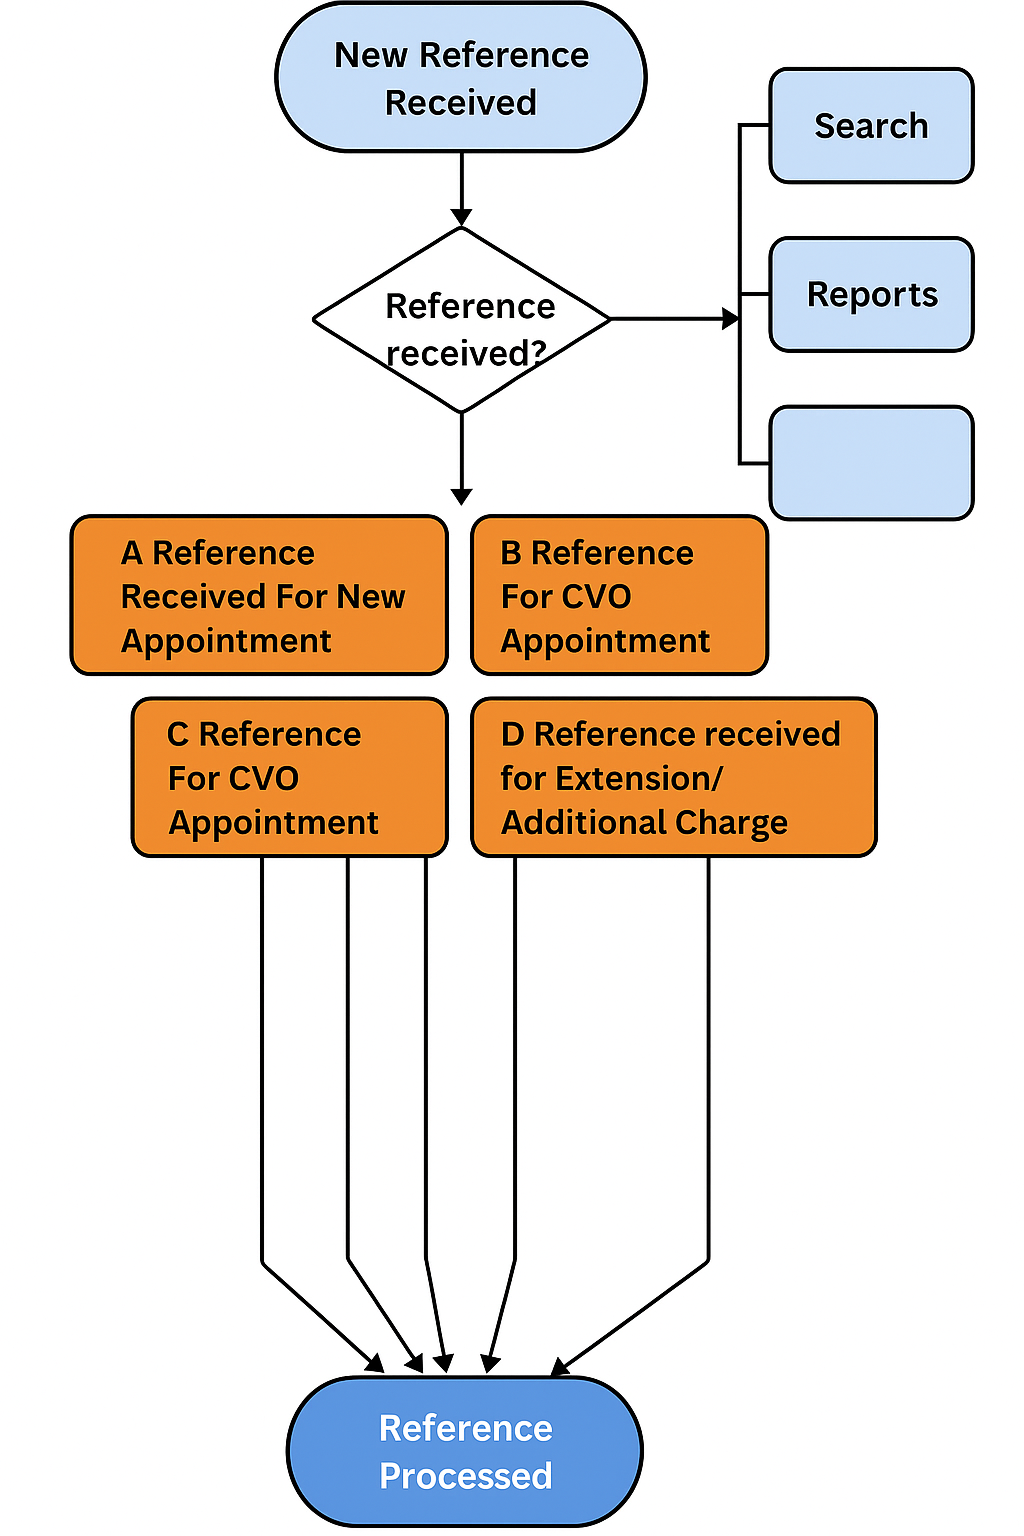 New Reference
Received
Search
Reports
Reference
received?
A Reference
Received For New
Appointment
B Reference
For CVO
Appointment
C Reference
For CVO
Appointment
D Reference received
for Extension/
Additional Charge
Reference
Processed